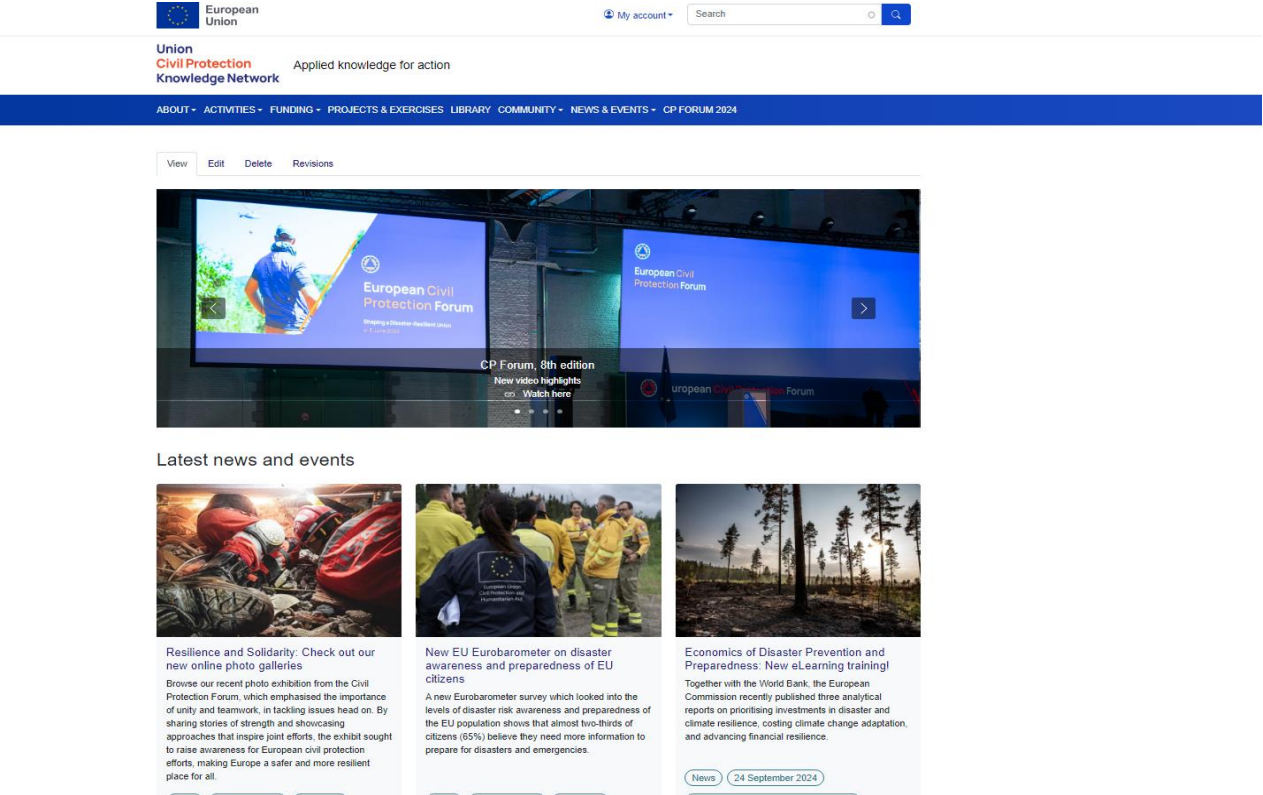 European
Union
My account
Search
Union
Civil Protection
Knowledge Network
Applied knowledge for action
ABOUT ACTIVITIES FUNDING PROJECTS & EXERCISES LIBRARY COMMUNITY NEWS & EVENTS CP FORUM 2024
View Edit Delete Revisions
European Civil
Protection Forum
Shaping a Disaster-Resilient Union
European Civil
Protection Forum
CP Forum, 8th edition
New video highlights
Watch here
uropean Civil Protection Forum
Latest news and events
European Union
Civil Protection and
Humanitarian Aid
Resilience and Solidarity: Check out our
new online photo galleries
Browse our recent photo exhibition from the Civil
Protection Forum, which emphasised the importance
of unity and teamwork, in tackling issues head on. By
sharing stories of strength and showcasing
approaches that inspire joint efforts, the exhibit sought
to raise awareness for European civil protection
efforts, making Europe a safer and more resilient
place for all.
New EU Eurobarometer on disaster
awareness and preparedness of EU
citizens
A new Eurobarometer survey which looked into the
levels of disaster risk awareness and preparedness of
the EU population shows that almost two-thirds of
citizens (65%) believe they need more information to
prepare for disasters and emergencies.
Economics of Disaster Prevention and
Preparedness: New eLearning training!
Together with the World Bank, the European
Commission recently published three analytical
reports on prioritising investments in disaster and
climate resilience, costing climate change adaptation,
and advancing financial resilience.
News 24 September 2024